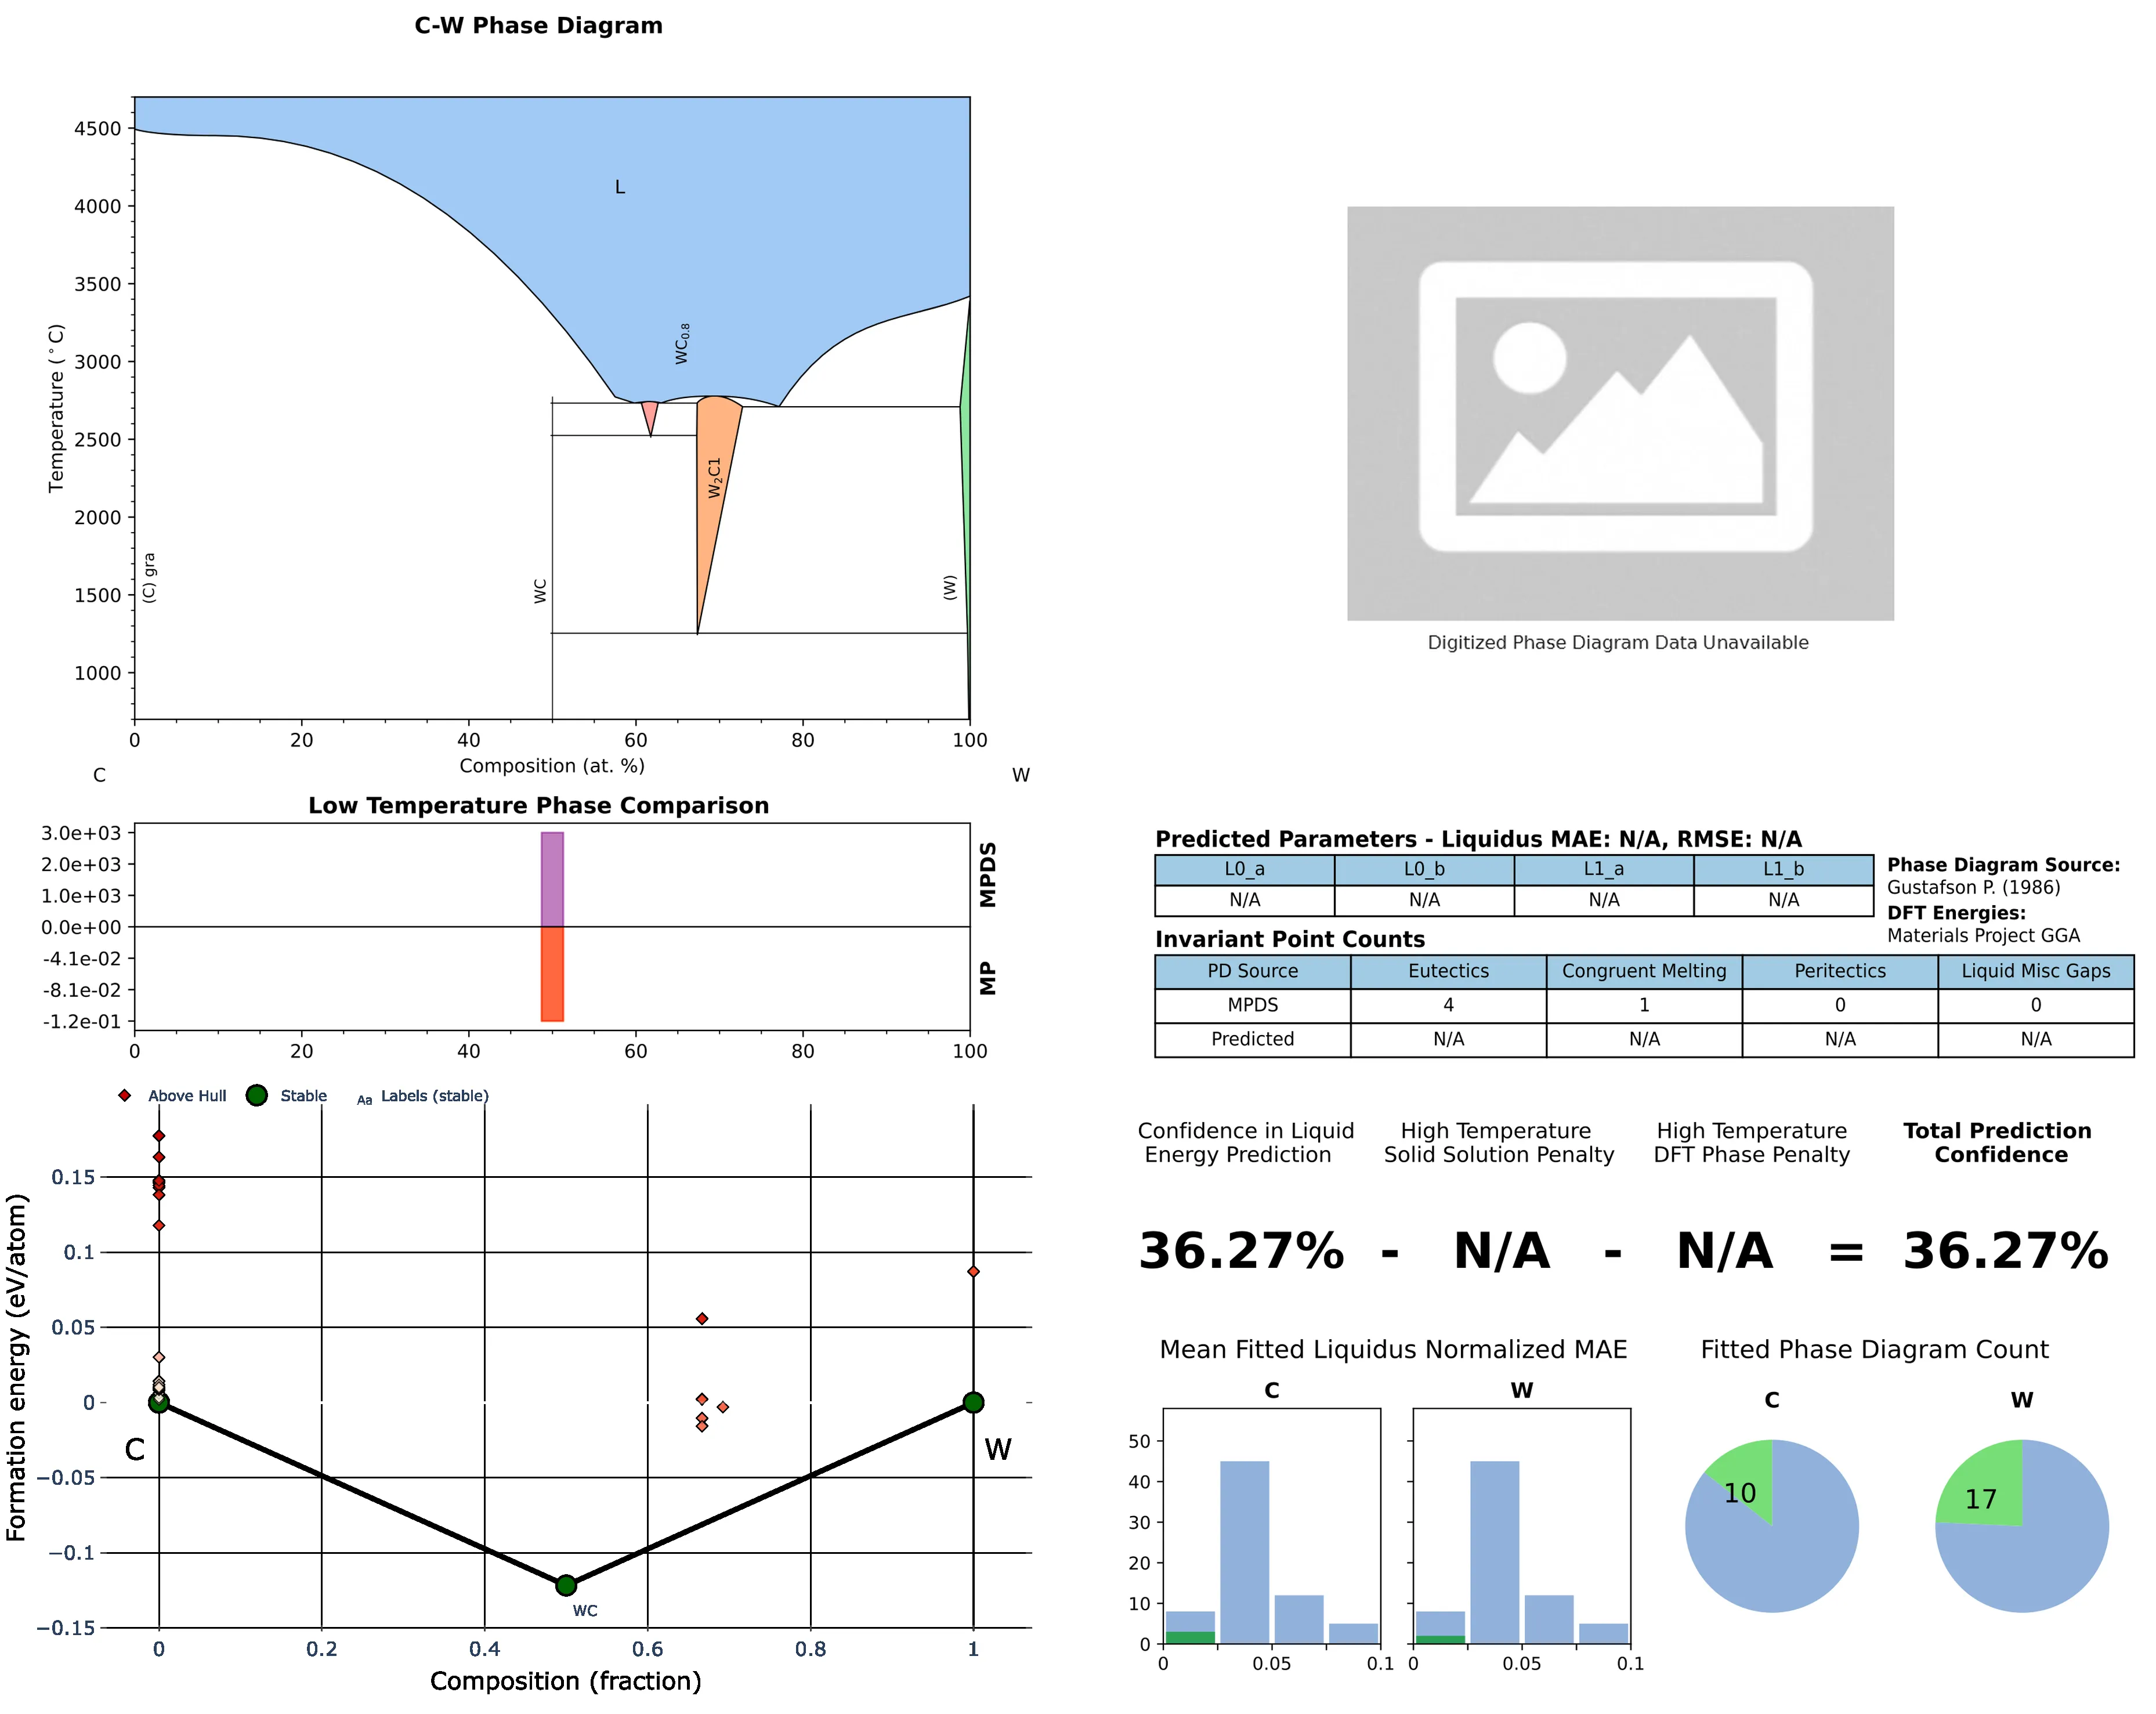 C-W Phase Diagram
4500
4000
3500
3000
2500
2000
1500
1000
Temperature (°C)
L
WC0.8
W2C1
WC
(C) gra
(W)
0 20 40 60 80 100
Composition (at. %)
C W
Digitized Phase Diagram Data Unavailable
Low Temperature Phase Comparison
3.0e+03
2.0e+03
1.0e+03
0.0e+00
-4.1e-02
-8.1e-02
-1.2e-01
MPDS
MP
0 20 40 60 80 100
Predicted Parameters - Liquidus MAE: N/A, RMSE: N/A
L0_a L0_b L1_a L1_b
N/A N/A N/A N/A
Phase Diagram Source:
Gustafson P. (1986)
DFT Energies:
Materials Project GGA
Invariant Point Counts
PD Source Eutectics Congruent Melting Peritectics Liquid Misc Gaps
MPDS 4 1 0 0
Predicted N/A N/A N/A N/A
Above Hull Stable Aa Labels (stable)
0.15
0.1
0.05
0
−0.05
−0.1
−0.15
Formation energy (eV/atom)
C W
WC
0 0.2 0.4 0.6 0.8 1
Composition (fraction)
Confidence in Liquid
Energy Prediction
High Temperature
Solid Solution Penalty
High Temperature
DFT Phase Penalty
Total Prediction
Confidence
36.27% - N/A - N/A = 36.27%
Mean Fitted Liquidus Normalized MAE
C W
50
40
30
20
10
0
0 0.05 0.1 0 0.05 0.1
Fitted Phase Diagram Count
C W
10 17